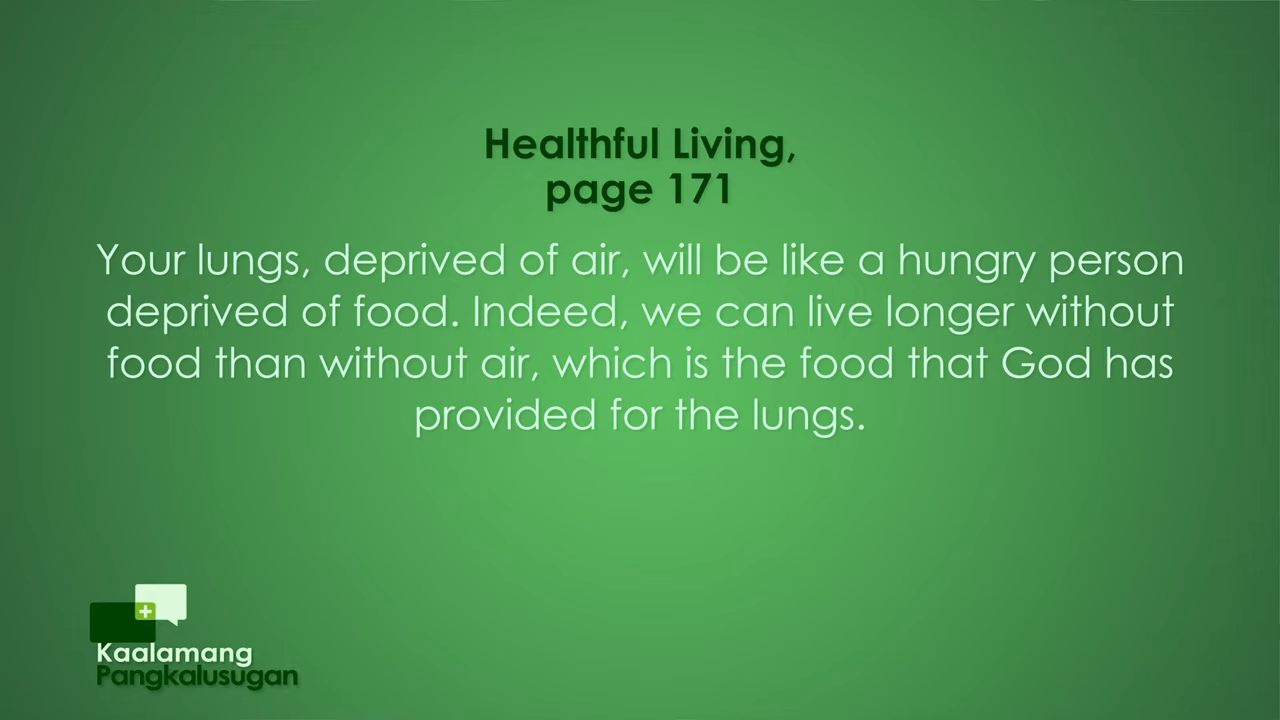 Healthful Living,
page 171
Your lungs, deprived of air, will be like a hungry person
deprived of food. Indeed, we can live longer without
food than without air, which is the food that God has
provided for the lungs.
Kaalamang
Pangkalusugan